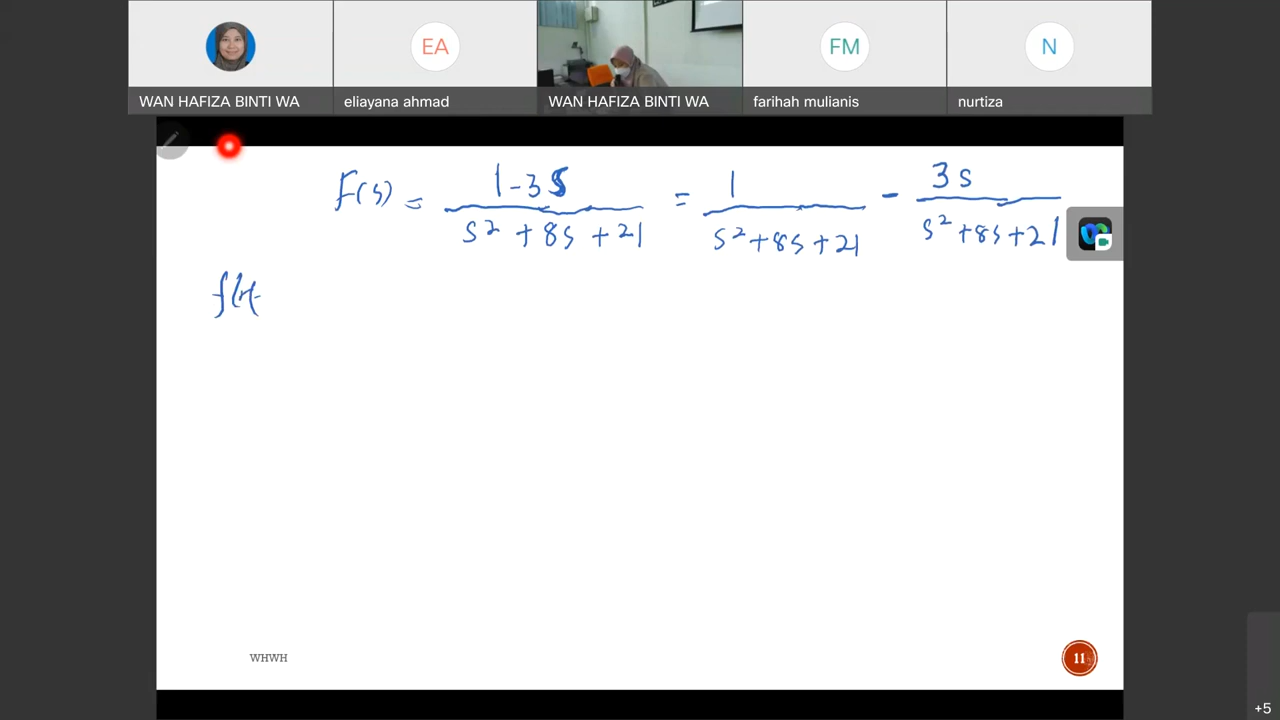 EA
FM
N
WAN HAFIZA BINTI WA
eliayana ahmad
WAN HAFIZA BINTI WA
farihah mulianis
nurtiza
F(s) = 1-3s / s² + 8s + 21 = 1 / s² + 8s + 21 - 3s / s² + 8s + 21
WHWH
11
+5